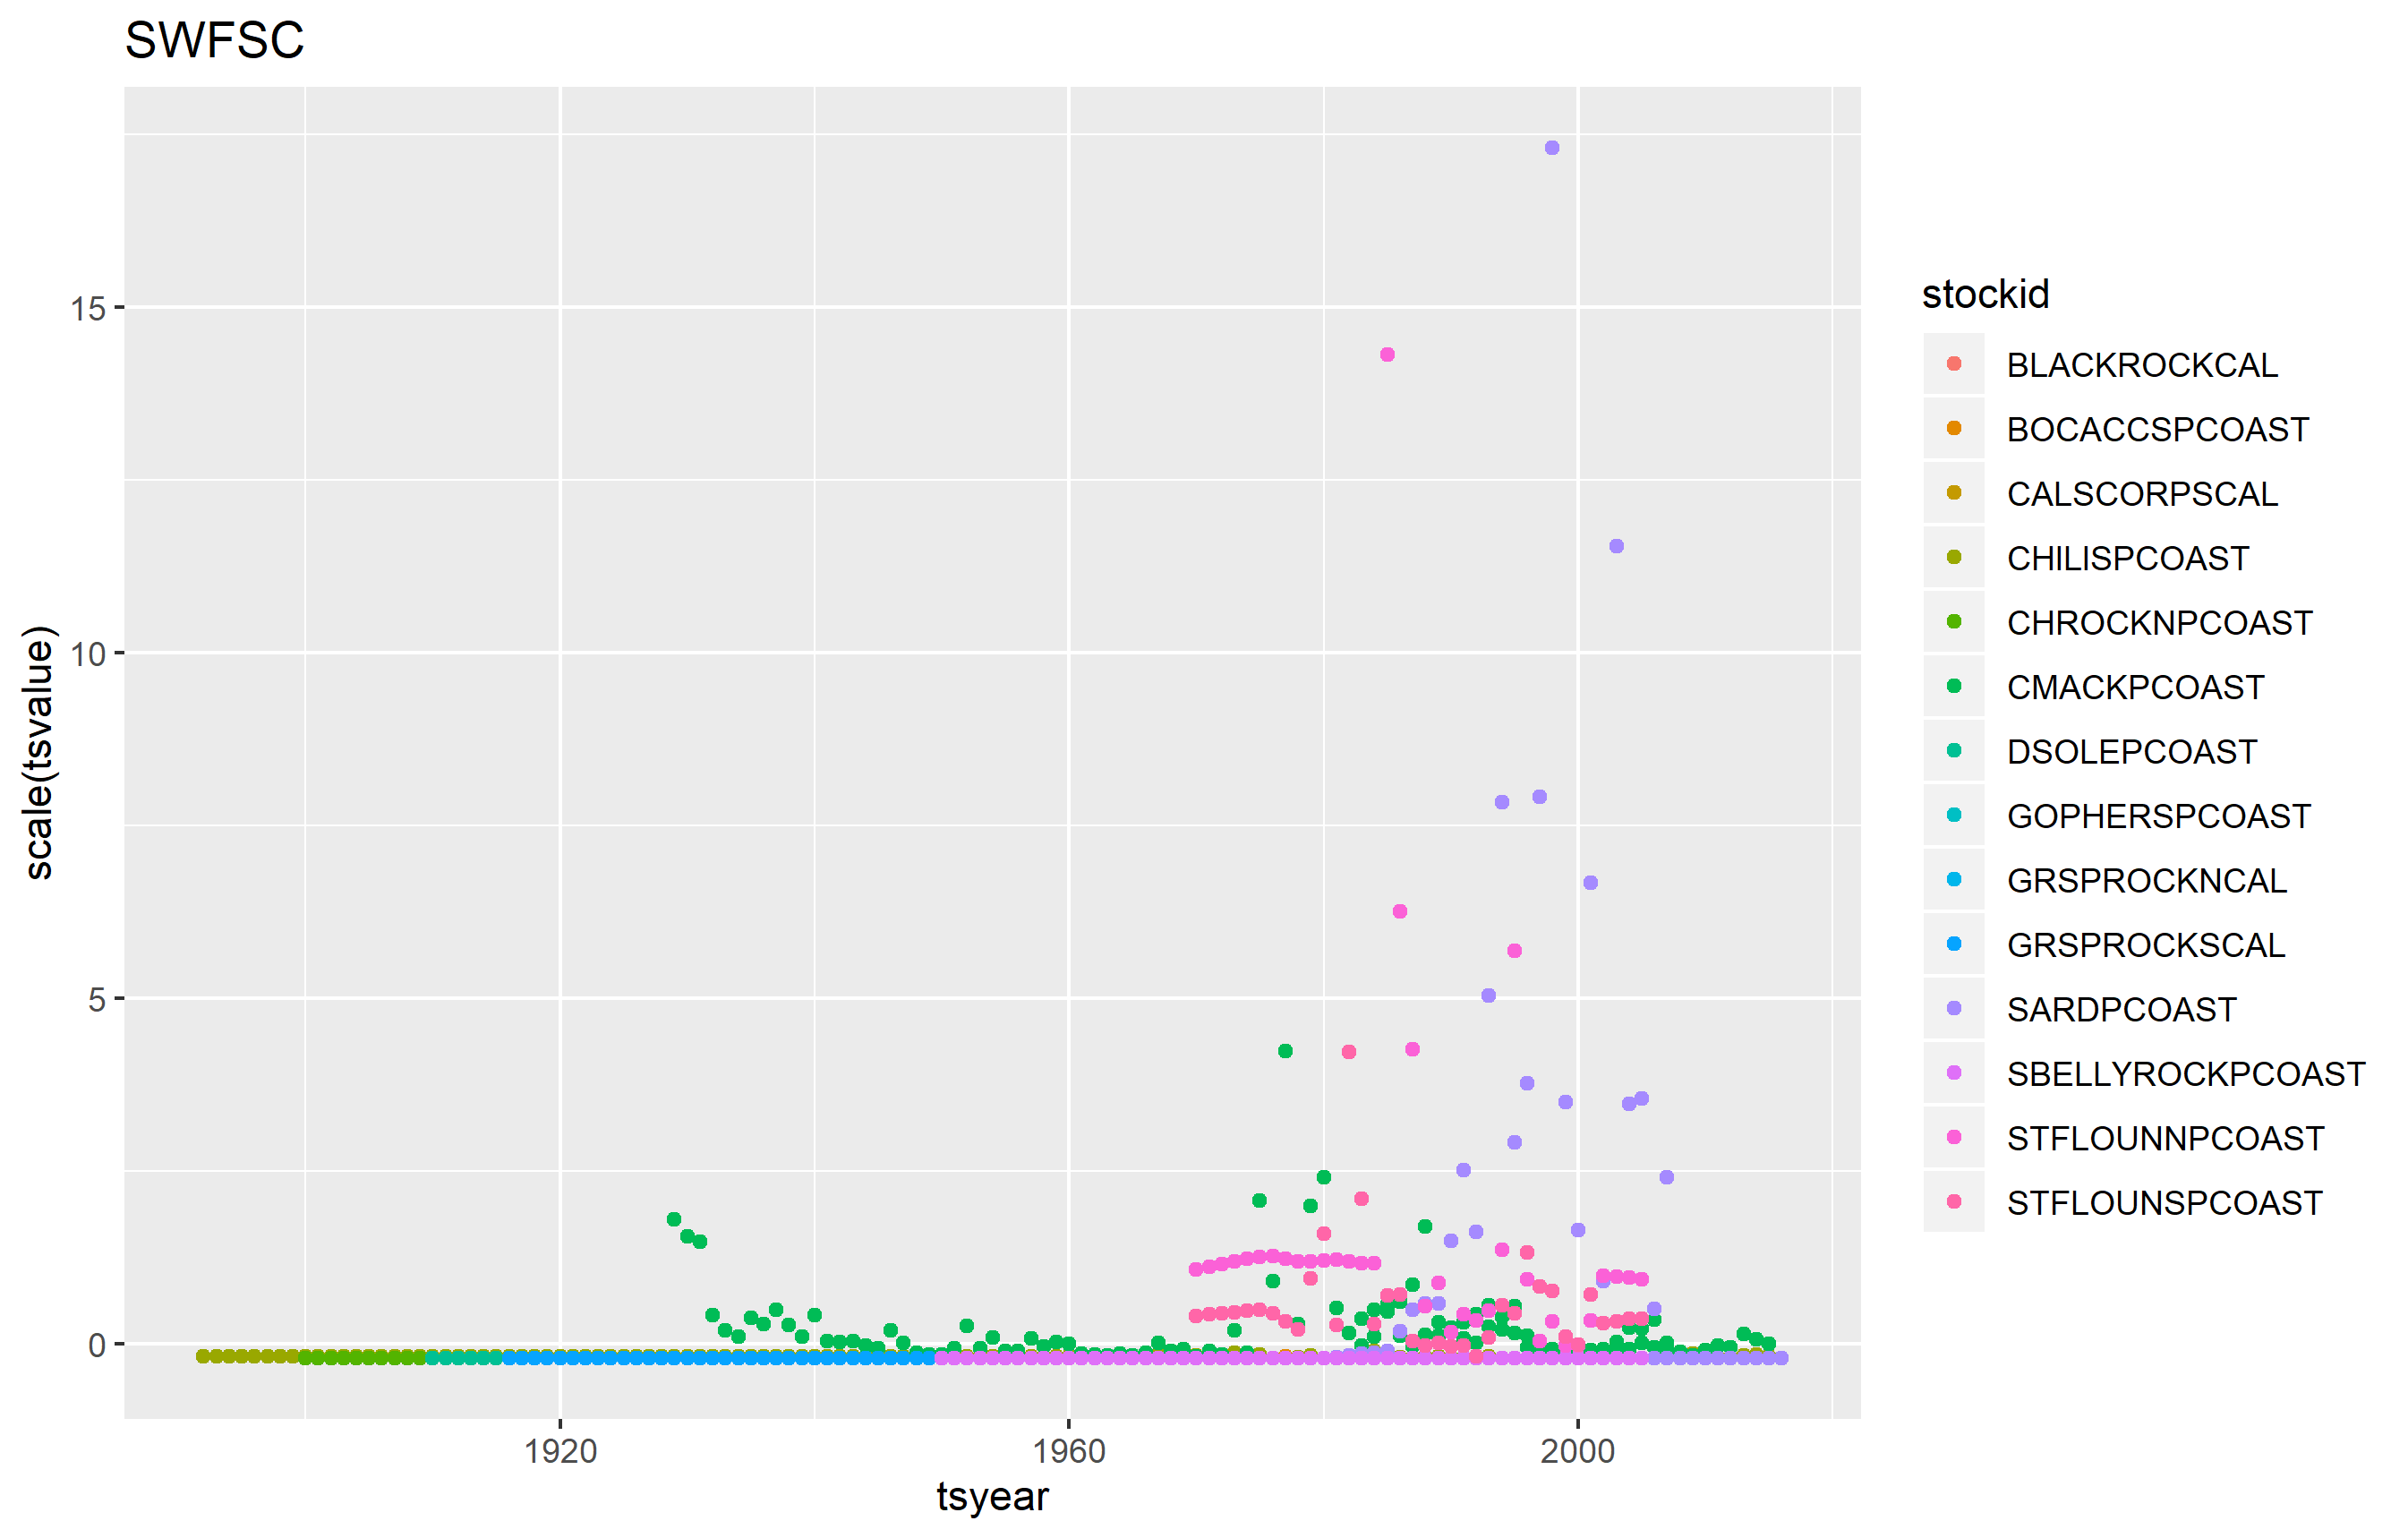 SWFSC
scale(tsvalue)
15
10
5
0
1920
1960
2000
tsyear
stockid
BLACKROCKCAL
BOCACCSPCOAST
CALSCORPSCAL
CHILISPCOAST
CHROCKNPCOAST
CMACKPCOAST
DSOLEPCOAST
GOPHERSPCOAST
GRSPROCKNCAL
GRSPROCKSCAL
SARDPCOAST
SBELLYROCKPCOAST
STFLOUNNPCOAST
STFLOUNSPCOAST